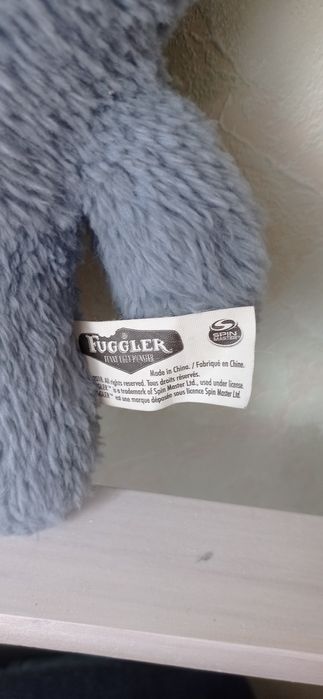 FUGGLER
FUNNY UGLY MONSTER
SPIN
MASTER
Made in China. / Fabriqué en Chine.
2018. All rights reserved. Tous droits réservés.
is a trademark of Spin Master Ltd., used under license.
est une marque déposée sous licence Spin Master Ltd.